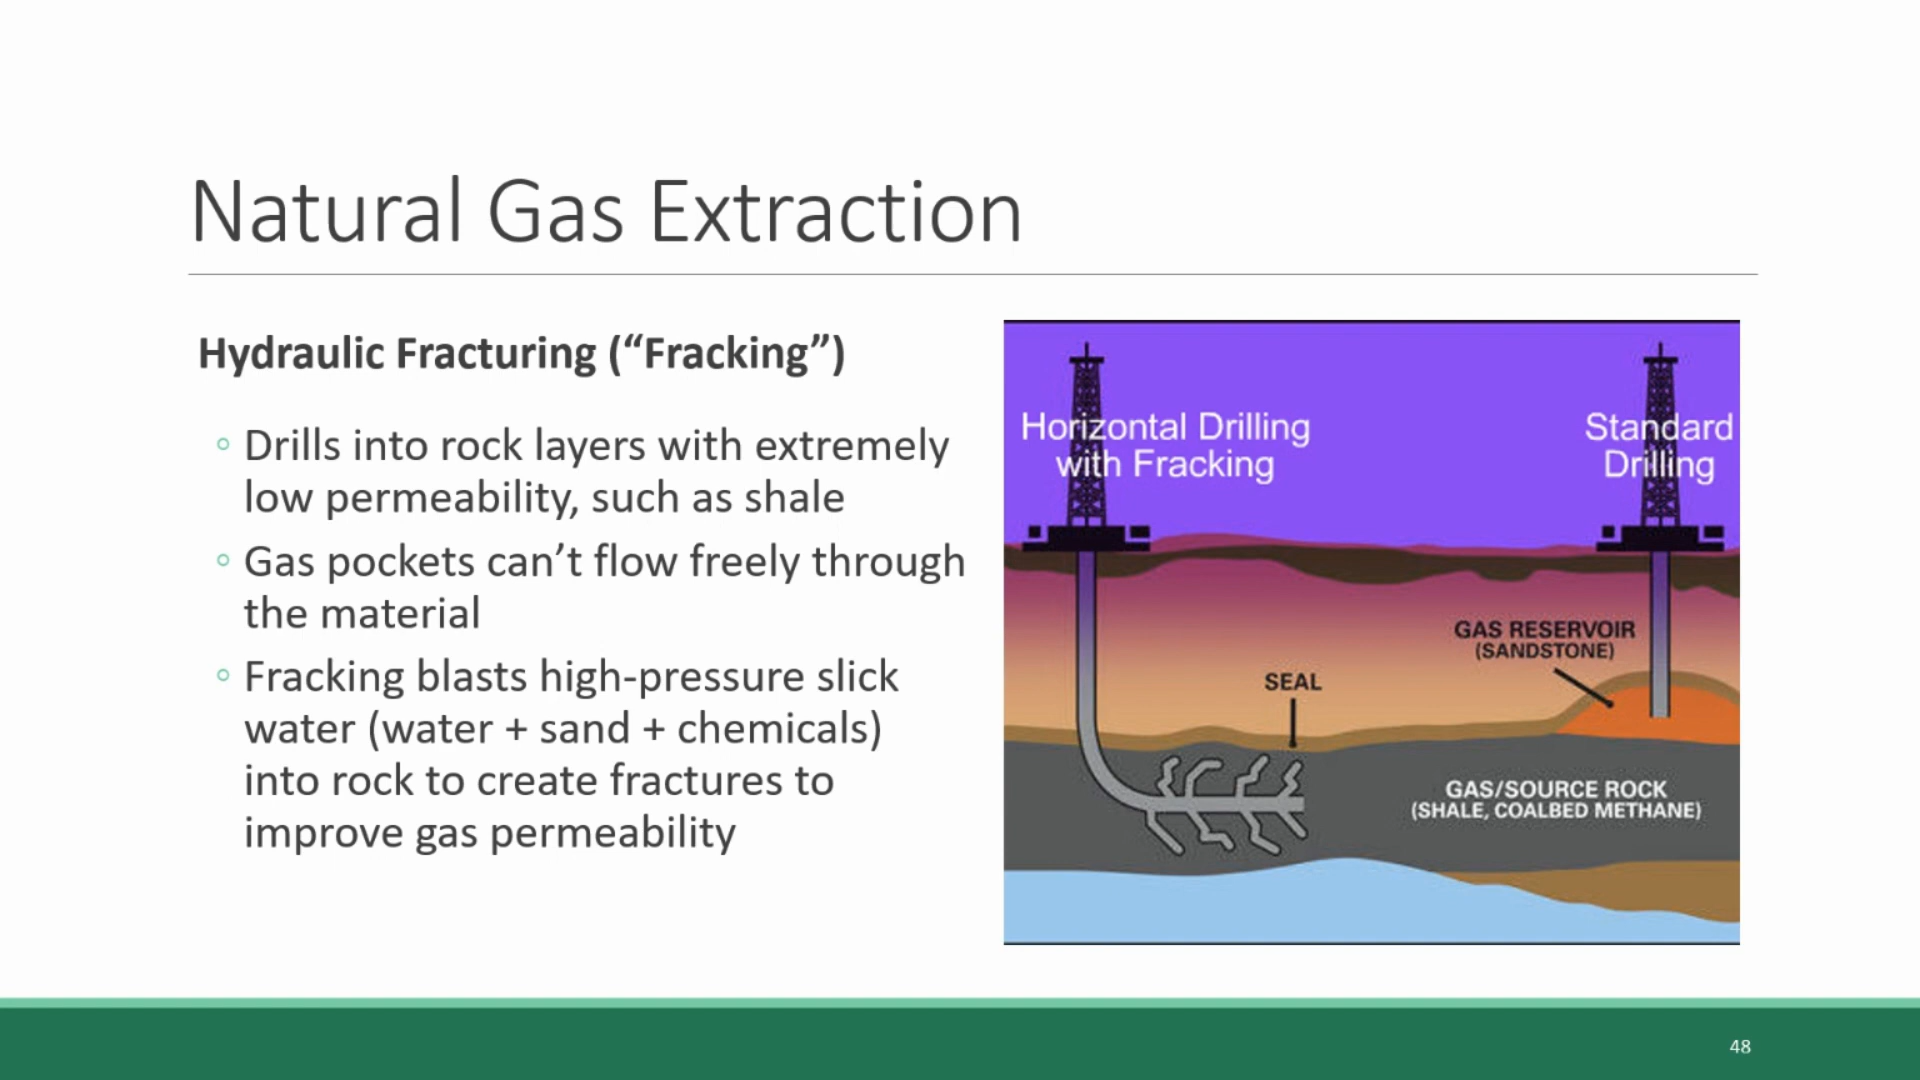 Natural Gas Extraction
Hydraulic Fracturing (“Fracking”)
◦ Drills into rock layers with extremely
low permeability, such as shale
◦ Gas pockets can’t flow freely through
the material
◦ Fracking blasts high-pressure slick
water (water + sand + chemicals)
into rock to create fractures to
improve gas permeability
Horizontal Drilling
with Fracking
Standard
Drilling
GAS RESERVOIR
(SANDSTONE)
SEAL
GAS/SOURCE ROCK
(SHALE, COALBED METHANE)
48